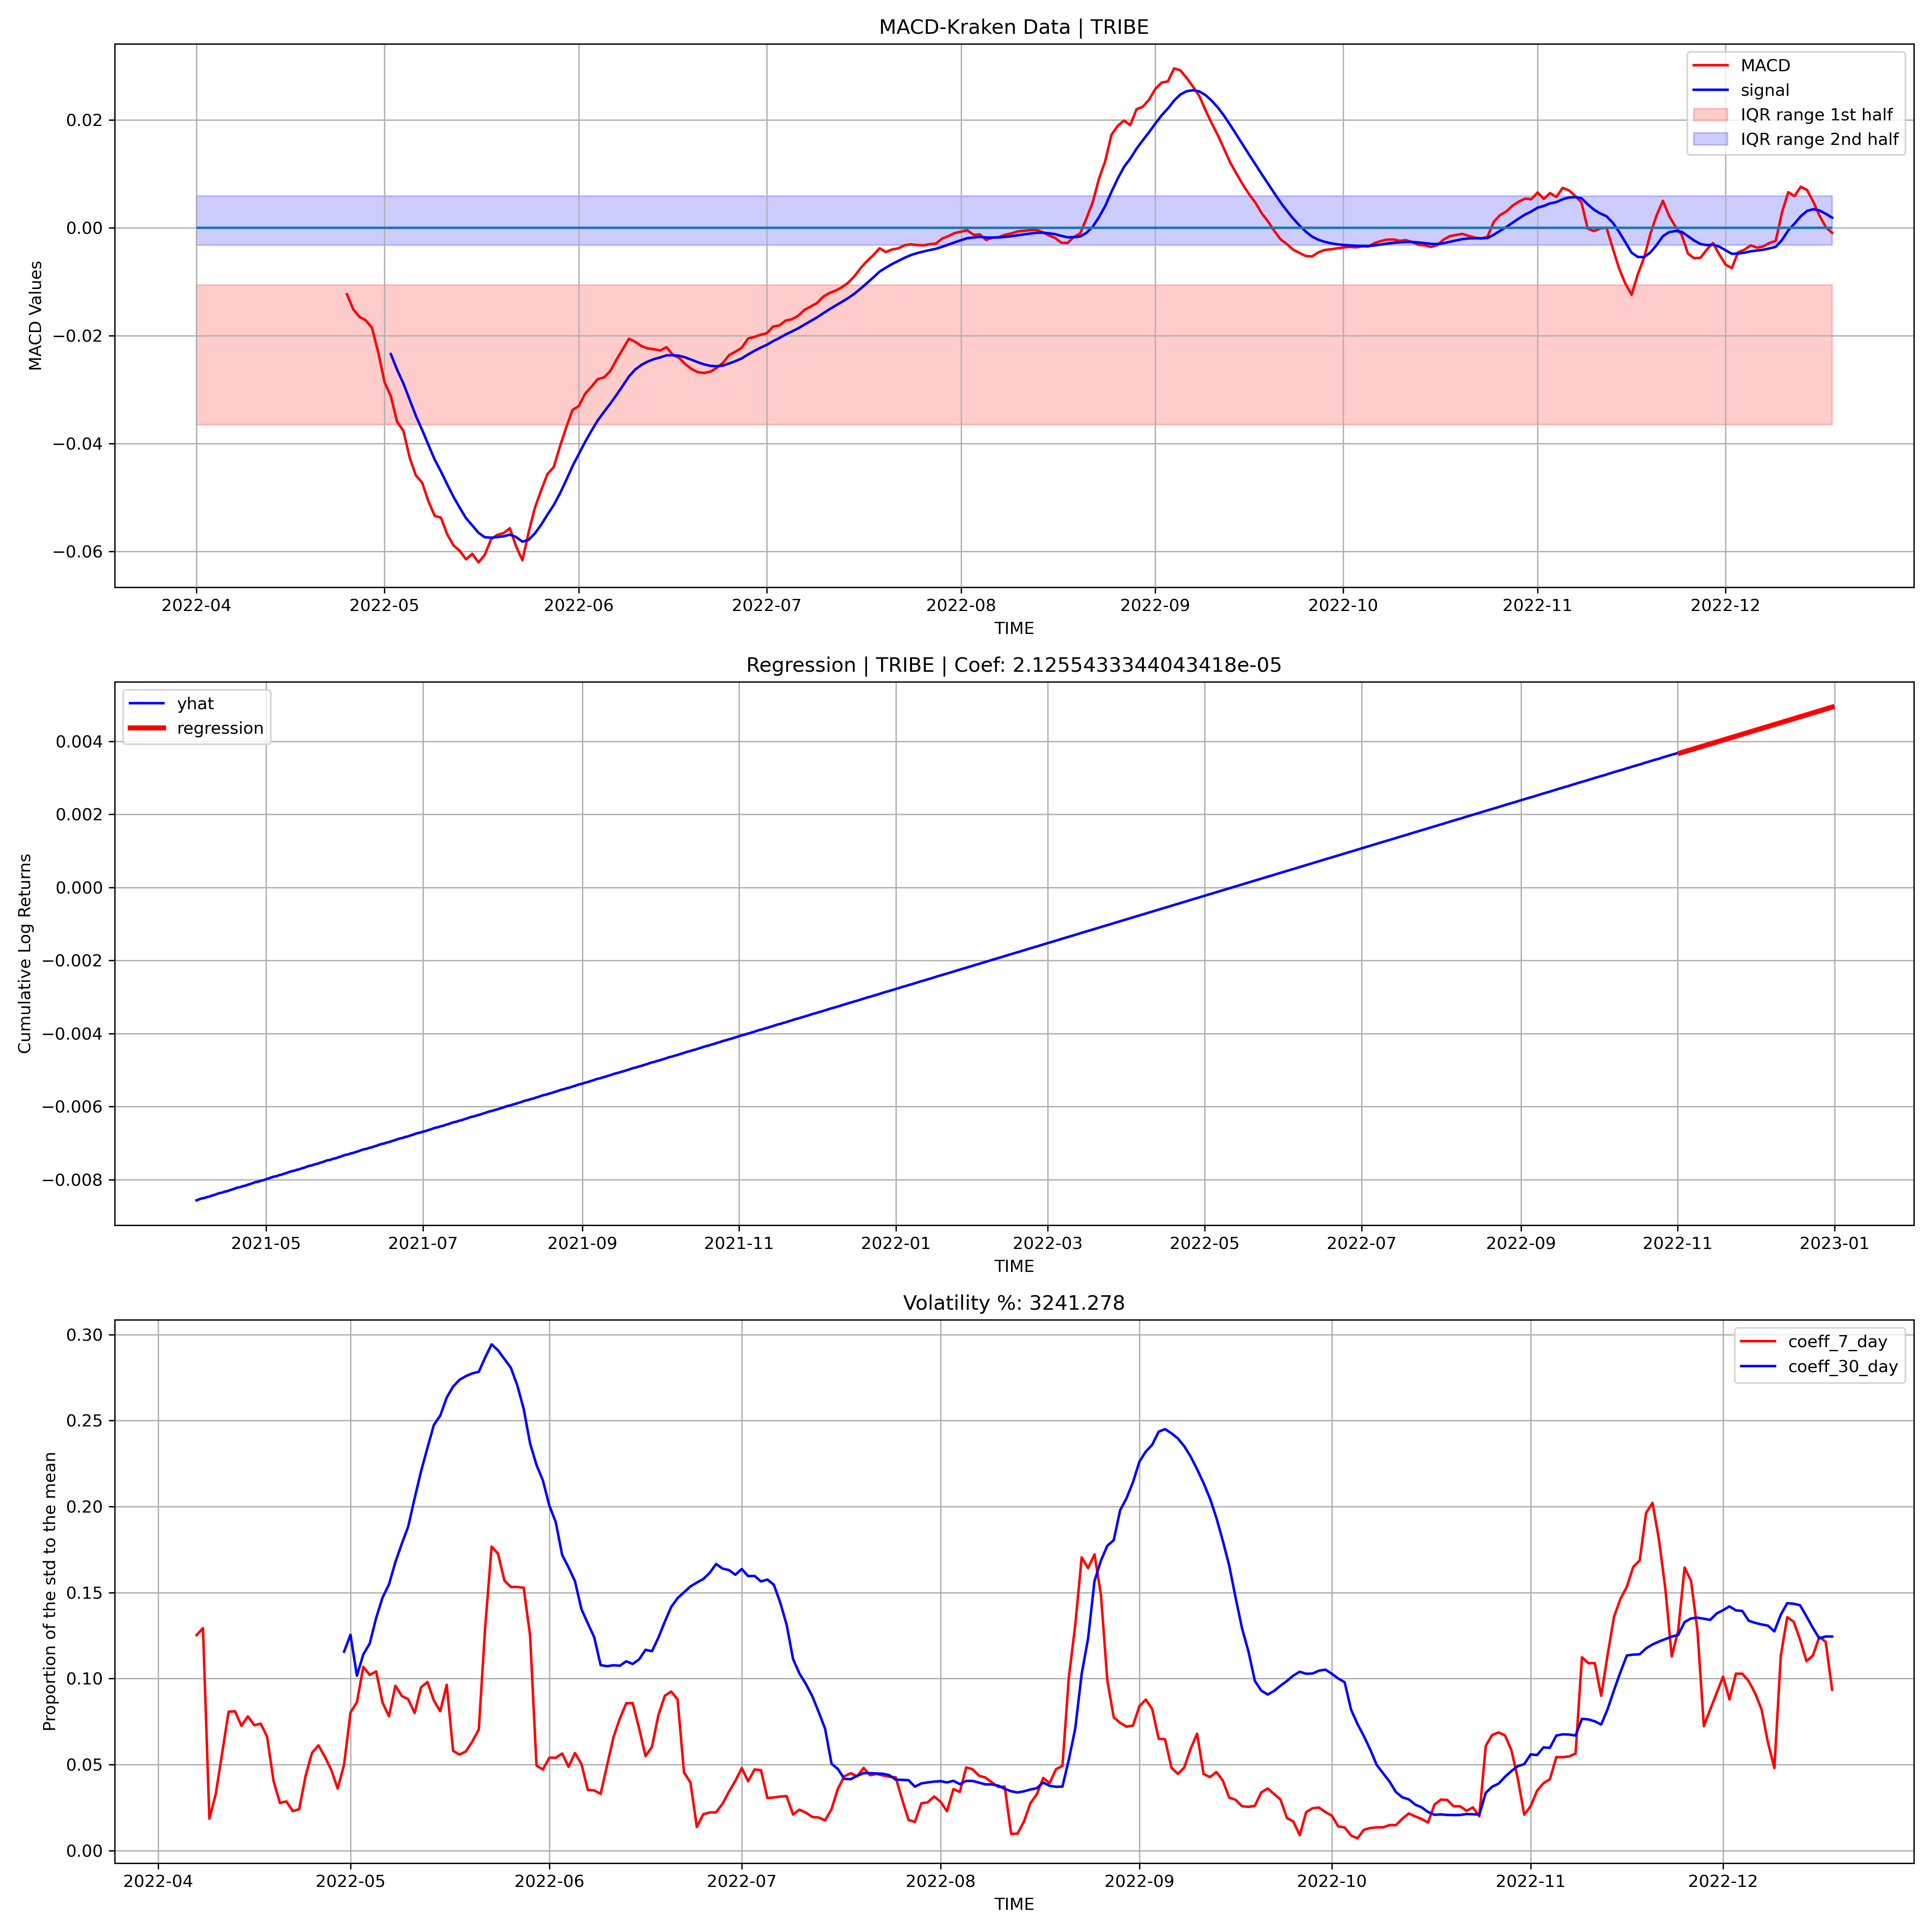 MACD-Kraken Data | TRIBE
MACD
signal
IQR range 1st half
IQR range 2nd half
MACD Values
0.02
0.00
−0.02
−0.04
−0.06
2022-04 2022-05 2022-06 2022-07 2022-08 2022-09 2022-10 2022-11 2022-12
TIME
Regression | TRIBE | Coef: 2.1255433344043418e-05
yhat
regression
Cumulative Log Returns
0.004
0.002
0.000
−0.002
−0.004
−0.006
−0.008
2021-05 2021-07 2021-09 2021-11 2022-01 2022-03 2022-05 2022-07 2022-09 2022-11 2023-01
TIME
Volatility %: 3241.278
coeff_7_day
coeff_30_day
Proportion of the std to the mean
0.30
0.25
0.20
0.15
0.10
0.05
0.00
2022-04 2022-05 2022-06 2022-07 2022-08 2022-09 2022-10 2022-11 2022-12
TIME